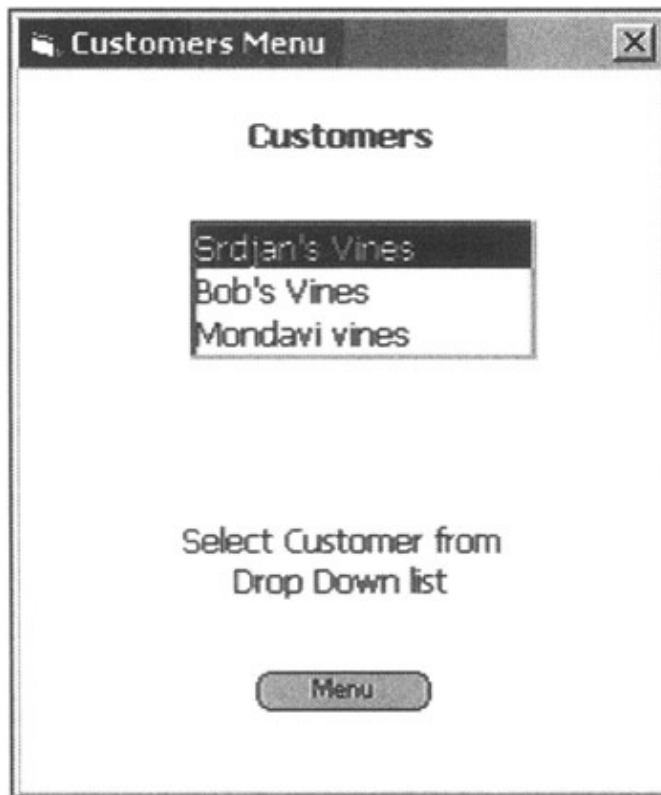 Customers Menu
Customers
Srdjan's Vines
Bob's Vines
Mondavi vines
Select Customer from
Drop Down list
Menu